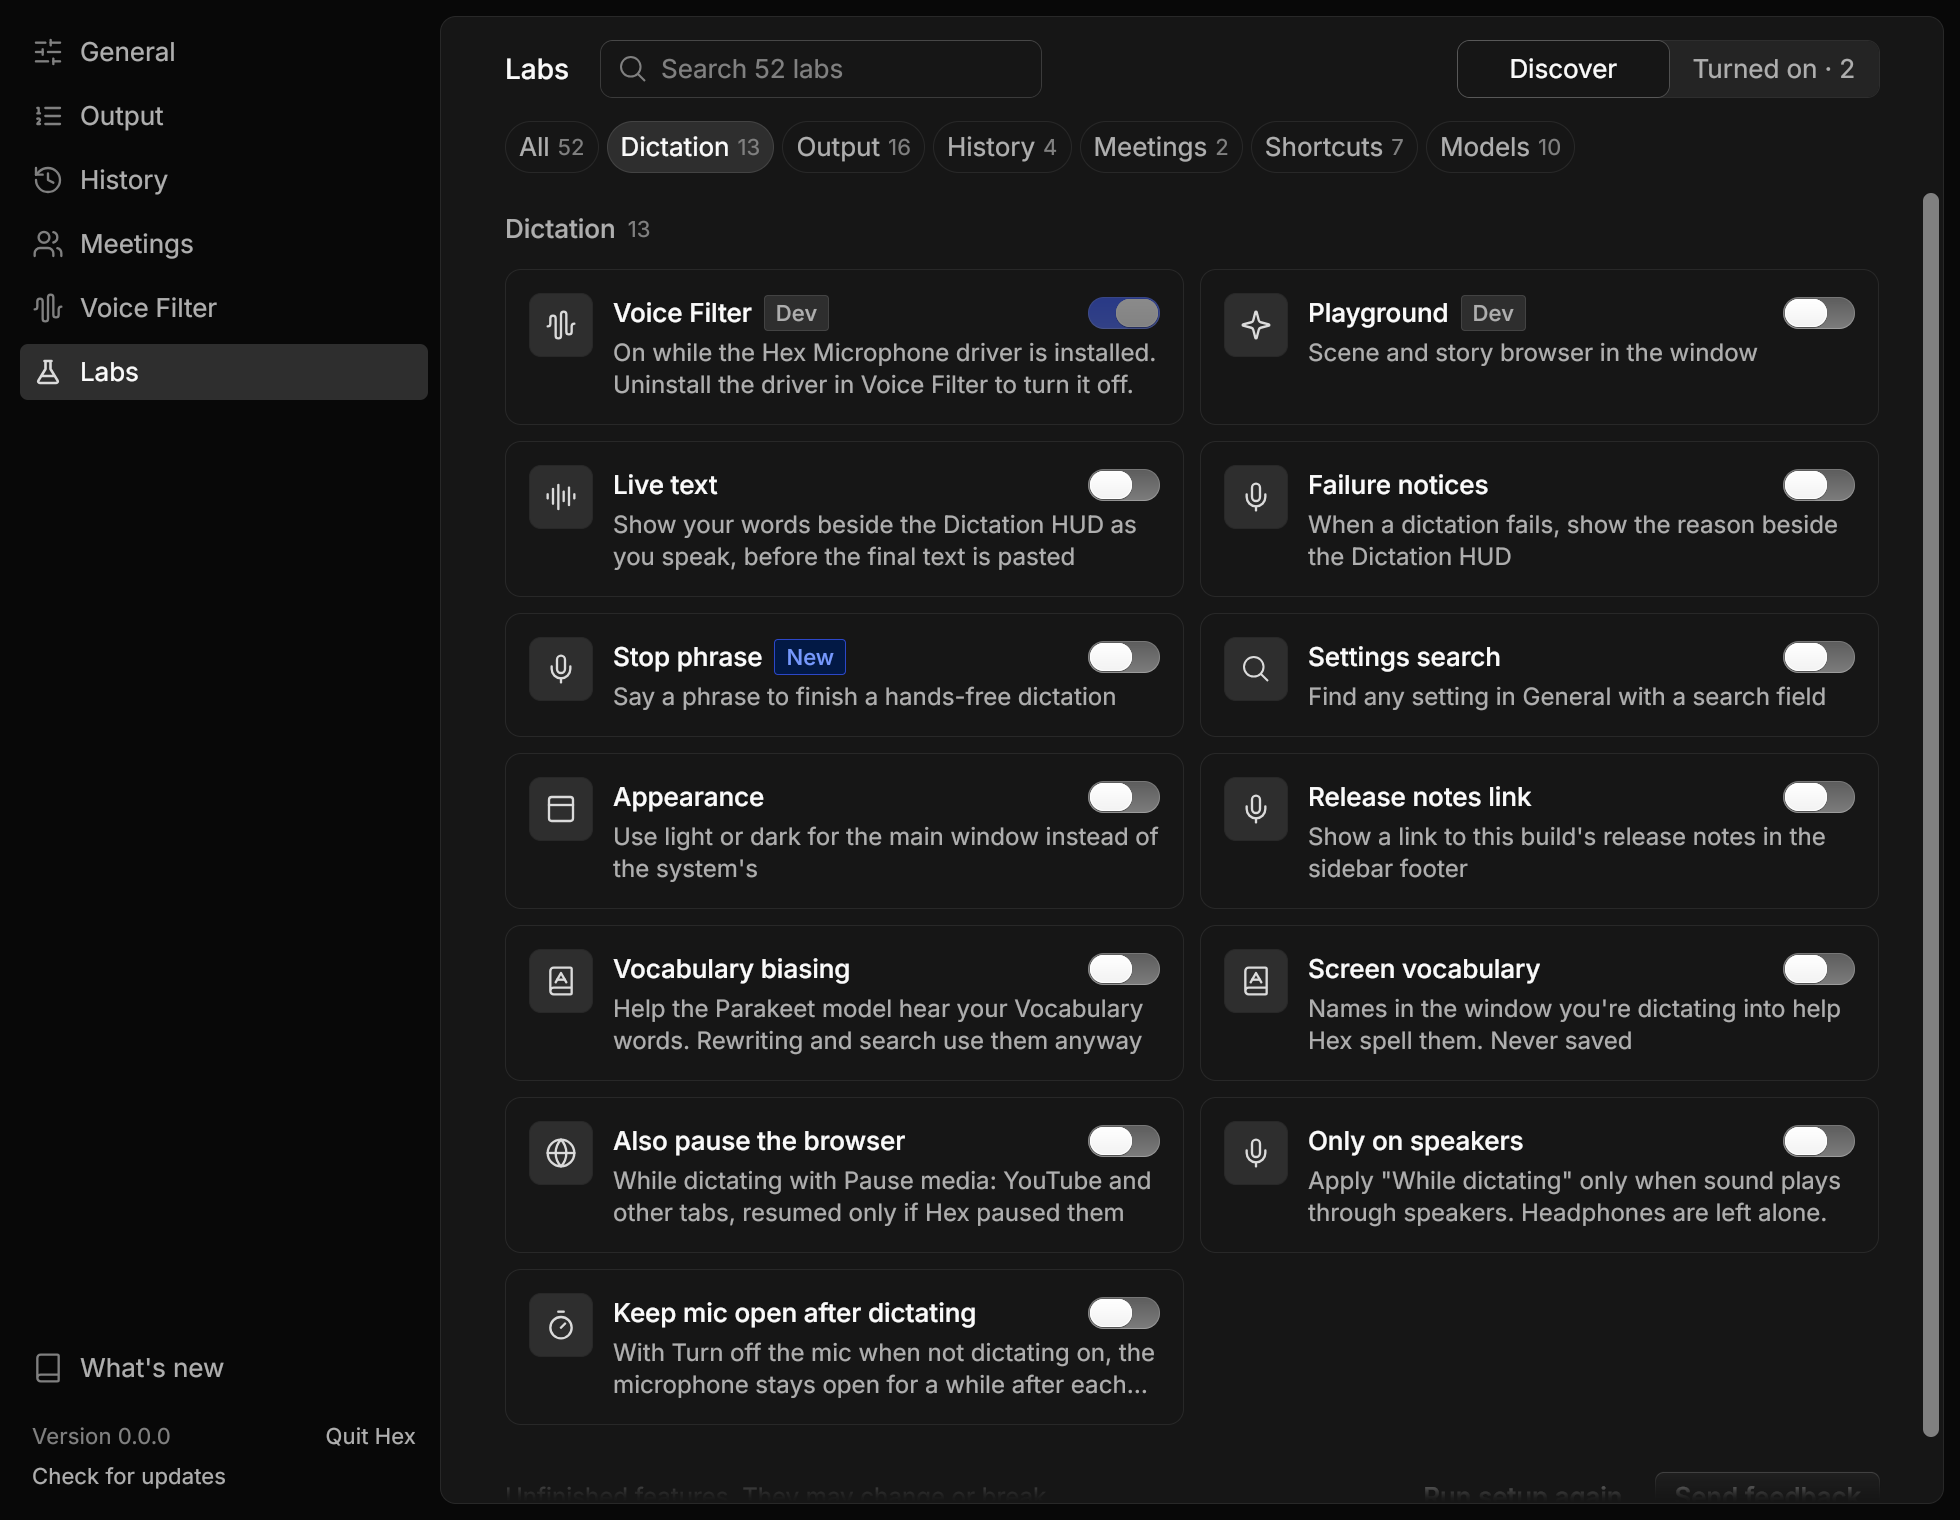 General
Output
History
Meetings
Voice Filter
Labs
What's new
Version 0.0.0
Quit Hex
Check for updates
Labs
Search 52 labs
Discover
Turned on · 2
All 52
Dictation 13
Output 16
History 4
Meetings 2
Shortcuts 7
Models 10
Dictation 13
Voice Filter Dev
On while the Hex Microphone driver is installed.
Uninstall the driver in Voice Filter to turn it off.
Playground Dev
Scene and story browser in the window
Live text
Show your words beside the Dictation HUD as
you speak, before the final text is pasted
Failure notices
When a dictation fails, show the reason beside
the Dictation HUD
Stop phrase New
Say a phrase to finish a hands-free dictation
Settings search
Find any setting in General with a search field
Appearance
Use light or dark for the main window instead of
the system's
Release notes link
Show a link to this build's release notes in the
sidebar footer
Vocabulary biasing
Help the Parakeet model hear your Vocabulary
words. Rewriting and search use them anyway
Screen vocabulary
Names in the window you're dictating into help
Hex spell them. Never saved
Also pause the browser
While dictating with Pause media: YouTube and
other tabs, resumed only if Hex paused them
Only on speakers
Apply "While dictating" only when sound plays
through speakers. Headphones are left alone.
Keep mic open after dictating
With Turn off the mic when not dictating on, the
microphone stays open for a while after each...
Unfinished features. They may change or break
Run setup again
Send feedback